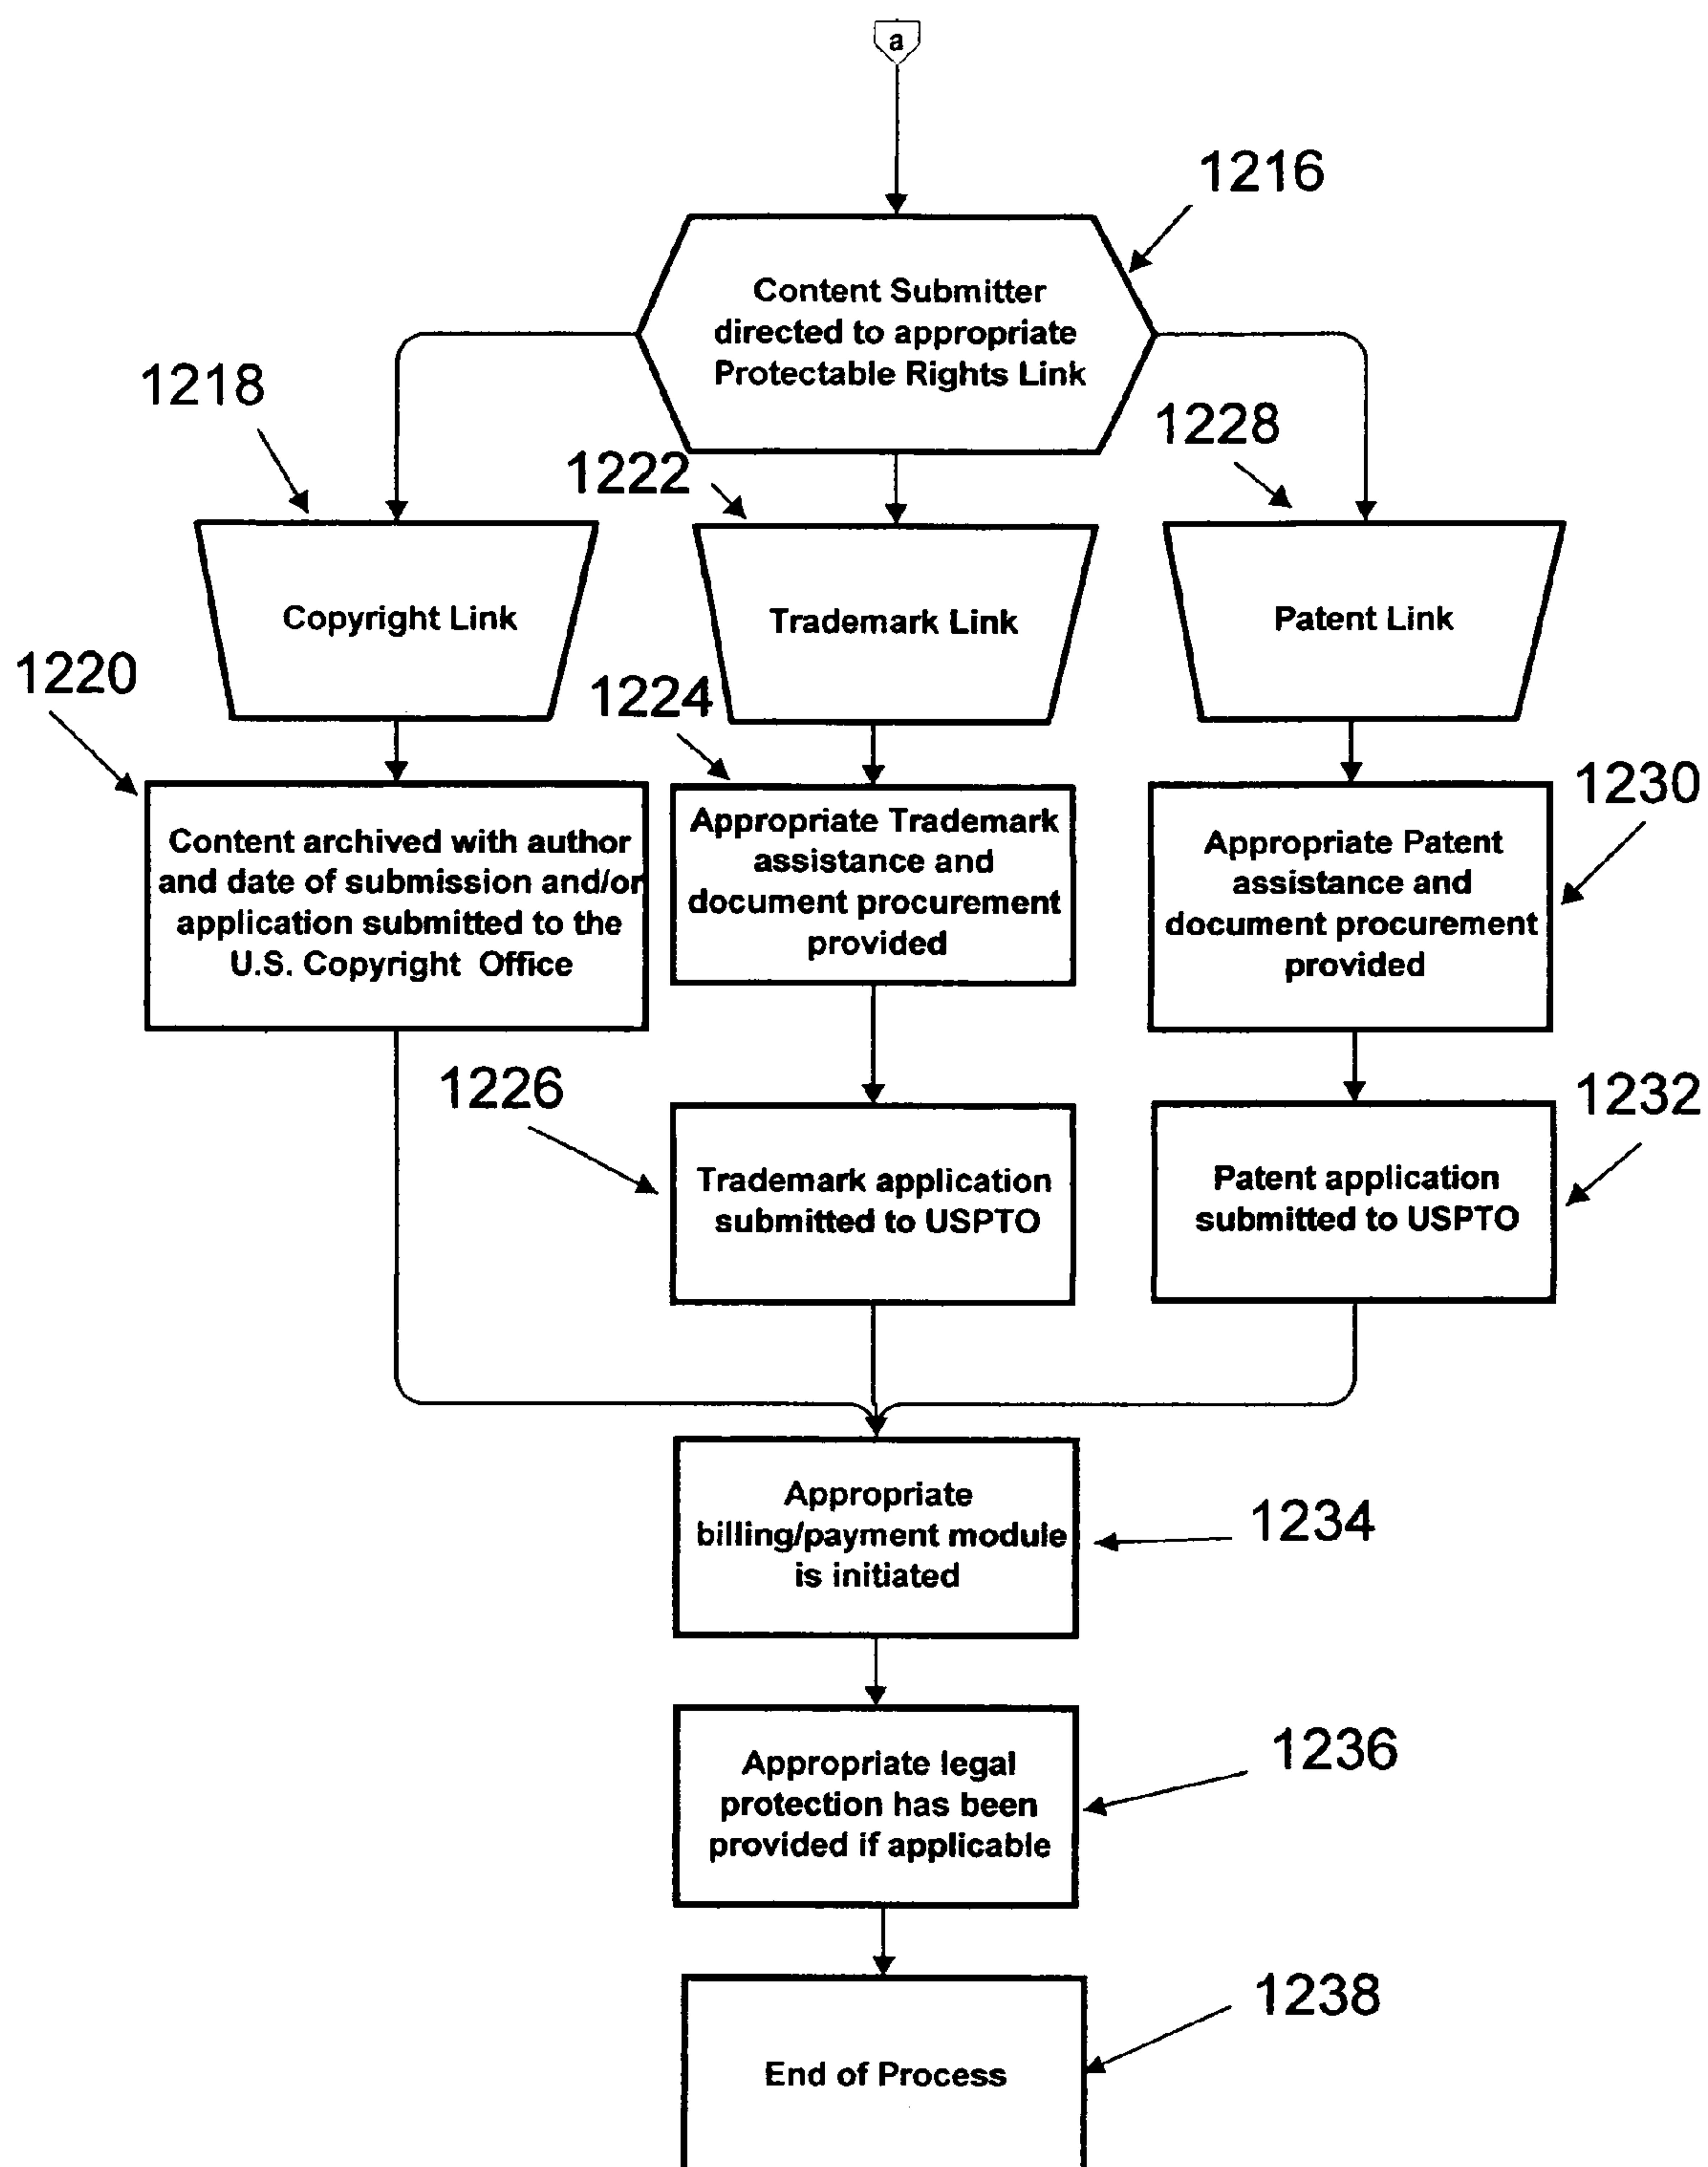 a
1216
Content Submitter
directed to appropriate
Protectable Rights Link
1218
1222
1228
Copyright Link
Trademark Link
Patent Link
1220
1224
1230
Content archived with author
and date of submission and/or
application submitted to the
U.S. Copyright Office
Appropriate Trademark
assistance and
document procurement
provided
Appropriate Patent
assistance and
document procurement
provided
1226
1232
Trademark application
submitted to USPTO
Patent application
submitted to USPTO
Appropriate
billing/payment module
is initiated
1234
Appropriate legal
protection has been
provided if applicable
1236
End of Process
1238